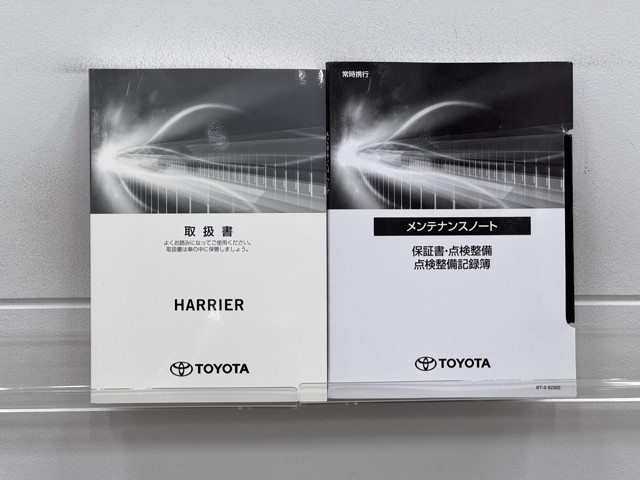 取扱書
よくお読みになってご使用ください。
取扱書は車の中に保管しましょう。
HARRIER
TOYOTA
常時携行
メンテナンスノート
保証書・点検整備
点検整備記録簿
TOYOTA